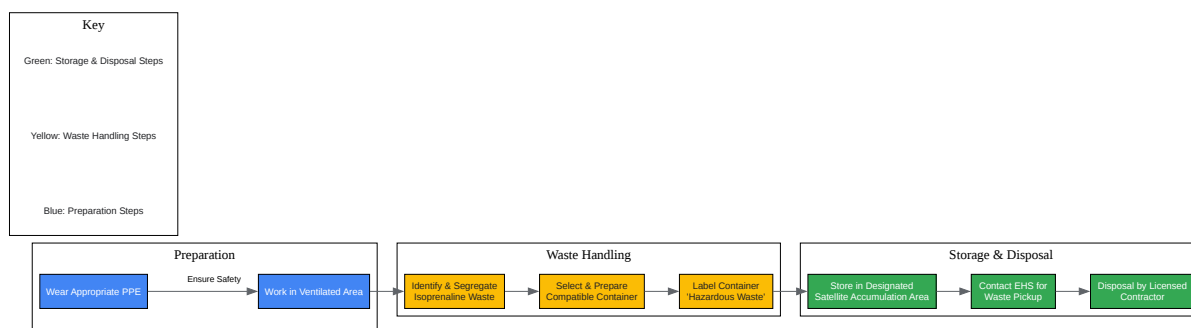 Key
Green: Storage & Disposal Steps
Yellow: Waste Handling Steps
Blue: Preparation Steps
Preparation
Wear Appropriate PPE
Ensure Safety
Work in Ventilated Area
Waste Handling
Identify & Segregate
Isoprenaline Waste
Select & Prepare
Compatible Container
Label Container
'Hazardous Waste'
Storage & Disposal
Store in Designated
Satellite Accumulation Area
Contact EHS for
Waste Pickup
Disposal by Licensed
Contractor